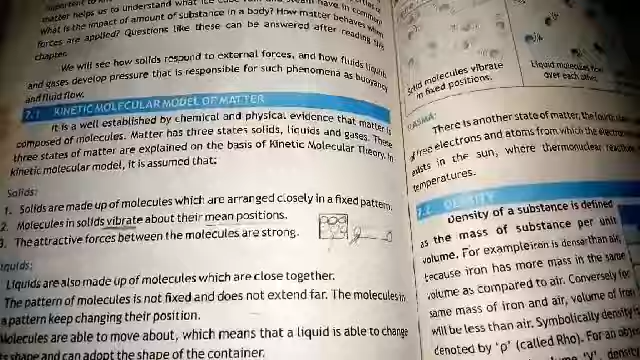 matter helps us to understand what ice
have in common
What is the impact of amount of substance in a body? How matter behaves when
forces are applied? Questions like these can be answered after reading this
chapter.
We will see how solids respond to external forces, and how fluids liquids
and gases develop pressure that is responsible for such phenomena as buoyancy
and fluid flow.
7.1 KINETIC MOLECULAR MODEL OF MATTER
It is a well established by chemical and physical evidence that matter is
composed of molecules. Matter has three states solids, liquids and gases. These
three states of matter are explained on the basis of Kinetic Molecular Theory. In
kinetic molecular model, it is assumed that:
Solids:
1. Solids are made up of molecules which are arranged closely in a fixed pattern.
2. Molecules in solids vibrate about their mean positions.
3. The attractive forces between the molecules are strong.
Liquids:
Liquids are also made up of molecules which are close together.
The pattern of molecules is not fixed and does not extend far. The molecules in
a pattern keep changing their position.
Molecules are able to move about, which means that a liquid is able to change
its shape and can adopt the shape of the container.
Solid molecules vibrate
in fixed positions.
Liquid molecules
over each other.
PLASMA:
There is another state of matter, the fourth
of free electrons and atoms from which the electrons
exists in the sun, where thermonuclear
temperatures.
7.2 DENSITY
Density of a substance is defined
as the mass of substance per unit
volume. For example iron is denser than air,
because iron has more mass in the same
volume as compared to air. Conversely for
same mass of iron and air, volume of iron
will be less than air. Symbolically density is
denoted by 'ρ' (called Rho). For an object
'V', density